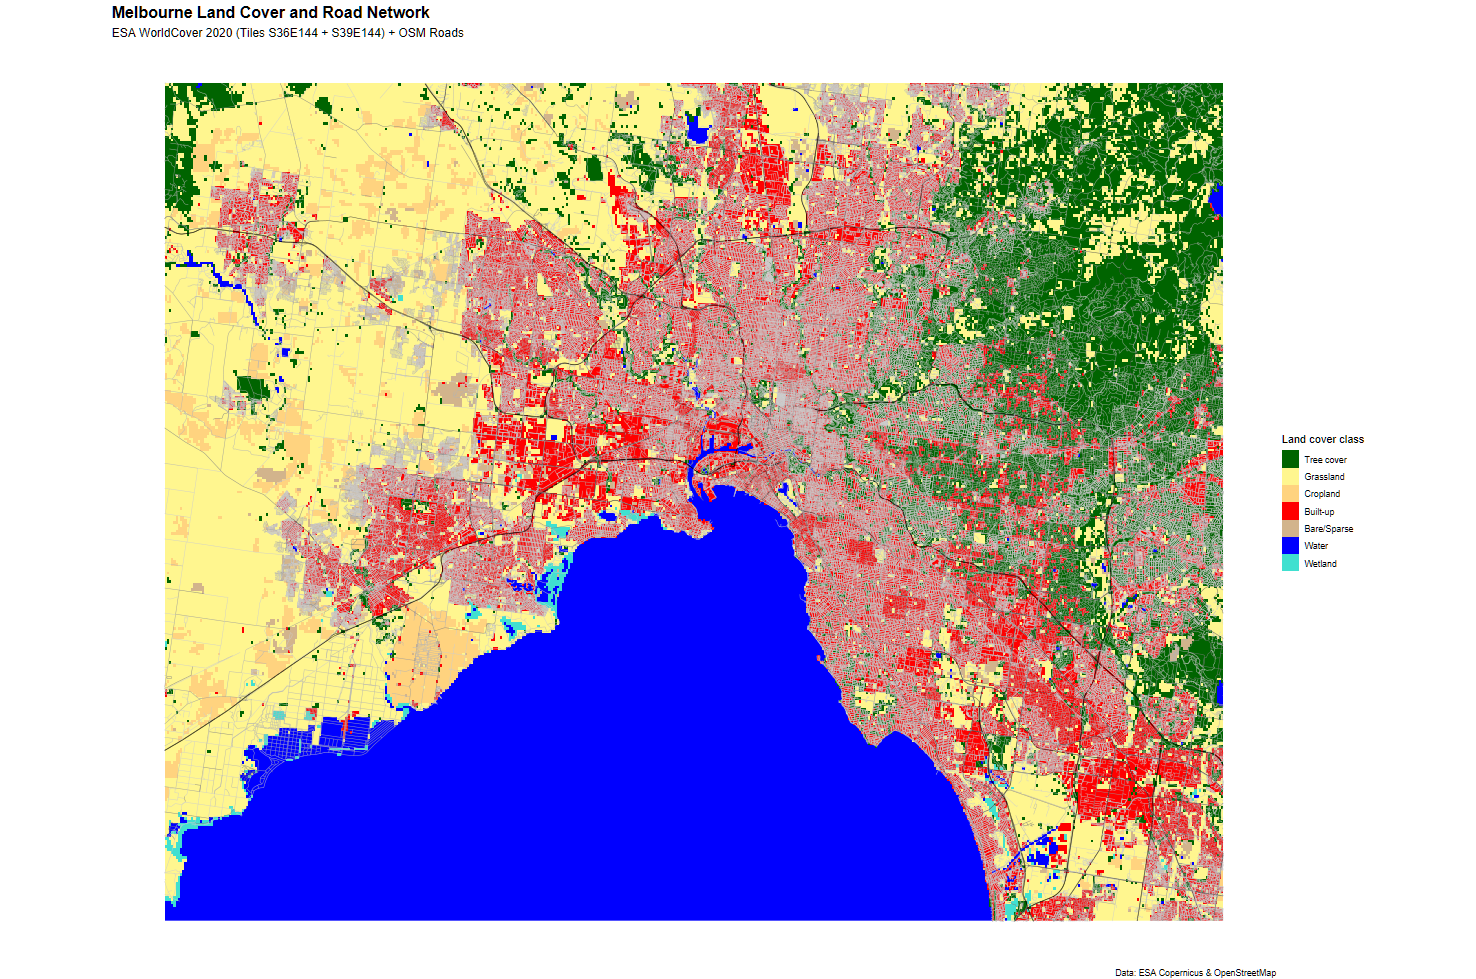 Melbourne Land Cover and Road Network
ESA WorldCover 2020 (Tiles S36E144 + S39E144) + OSM Roads
Land cover class
Tree cover
Grassland
Cropland
Built-up
Bare/Sparse
Water
Wetland
Data: ESA Copernicus & OpenStreetMap